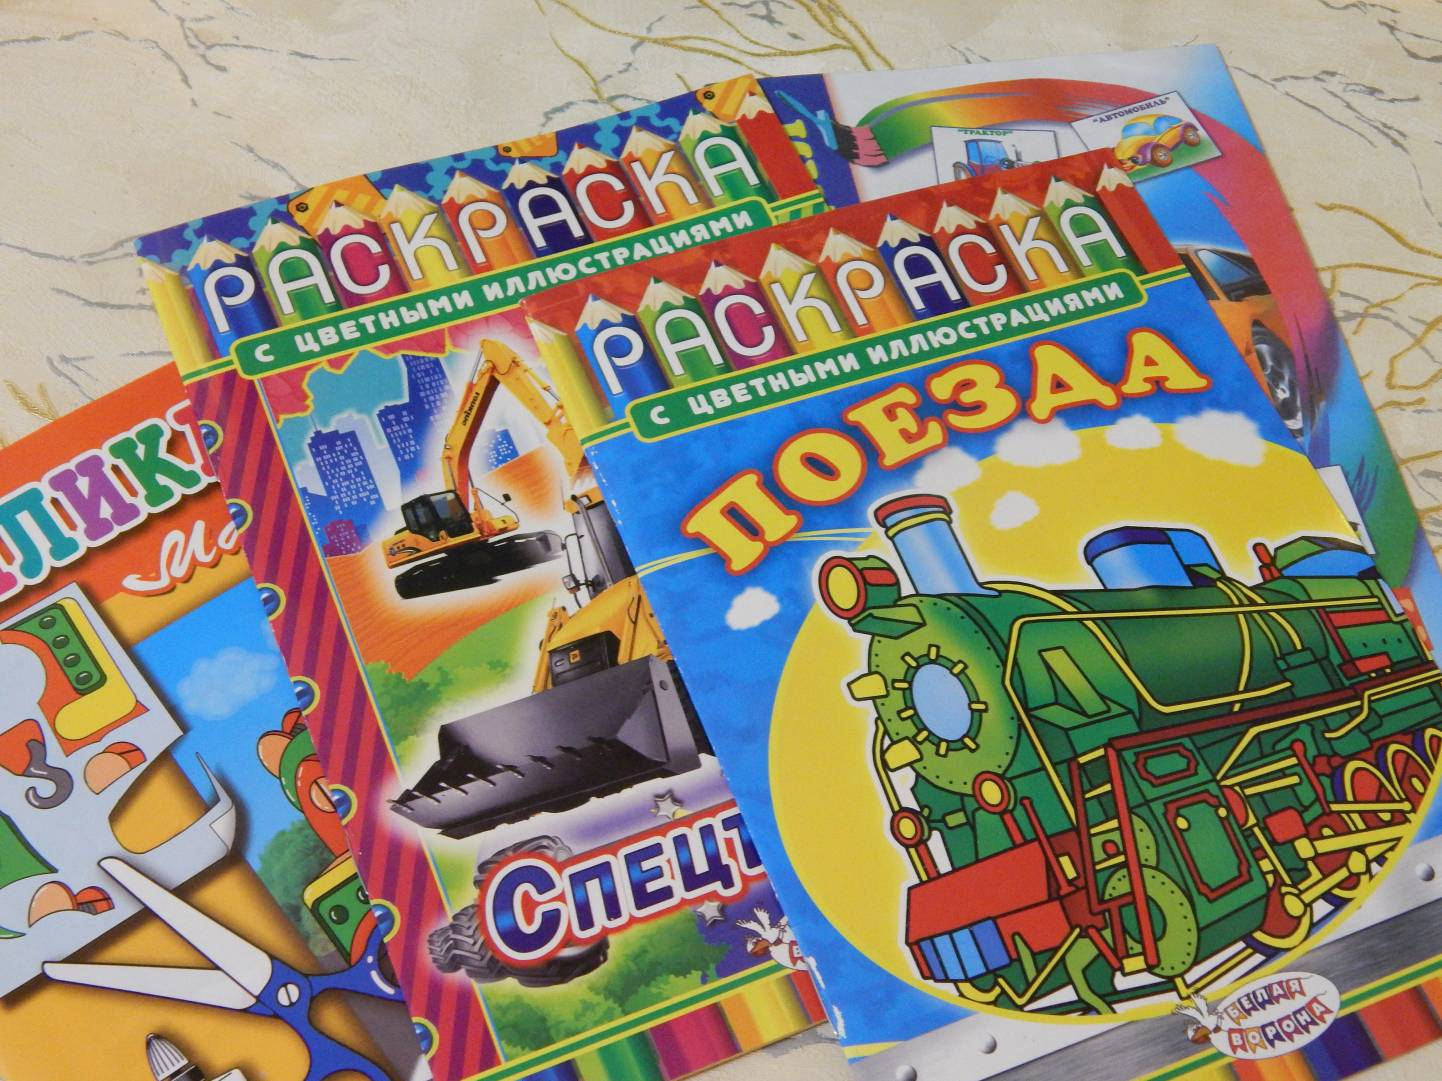 РАСКРАСКА
С ЦВЕТНЫМИ ИЛЛЮСТРАЦИЯМИ
"ТРАКТОР"
"АВТОМОБИЛЬ"
РАСКРАСКА
С ЦВЕТНЫМИ ИЛЛЮСТРАЦИЯМИ
ПОЕЗДА
БЕЛАЯ
ВОРОНА